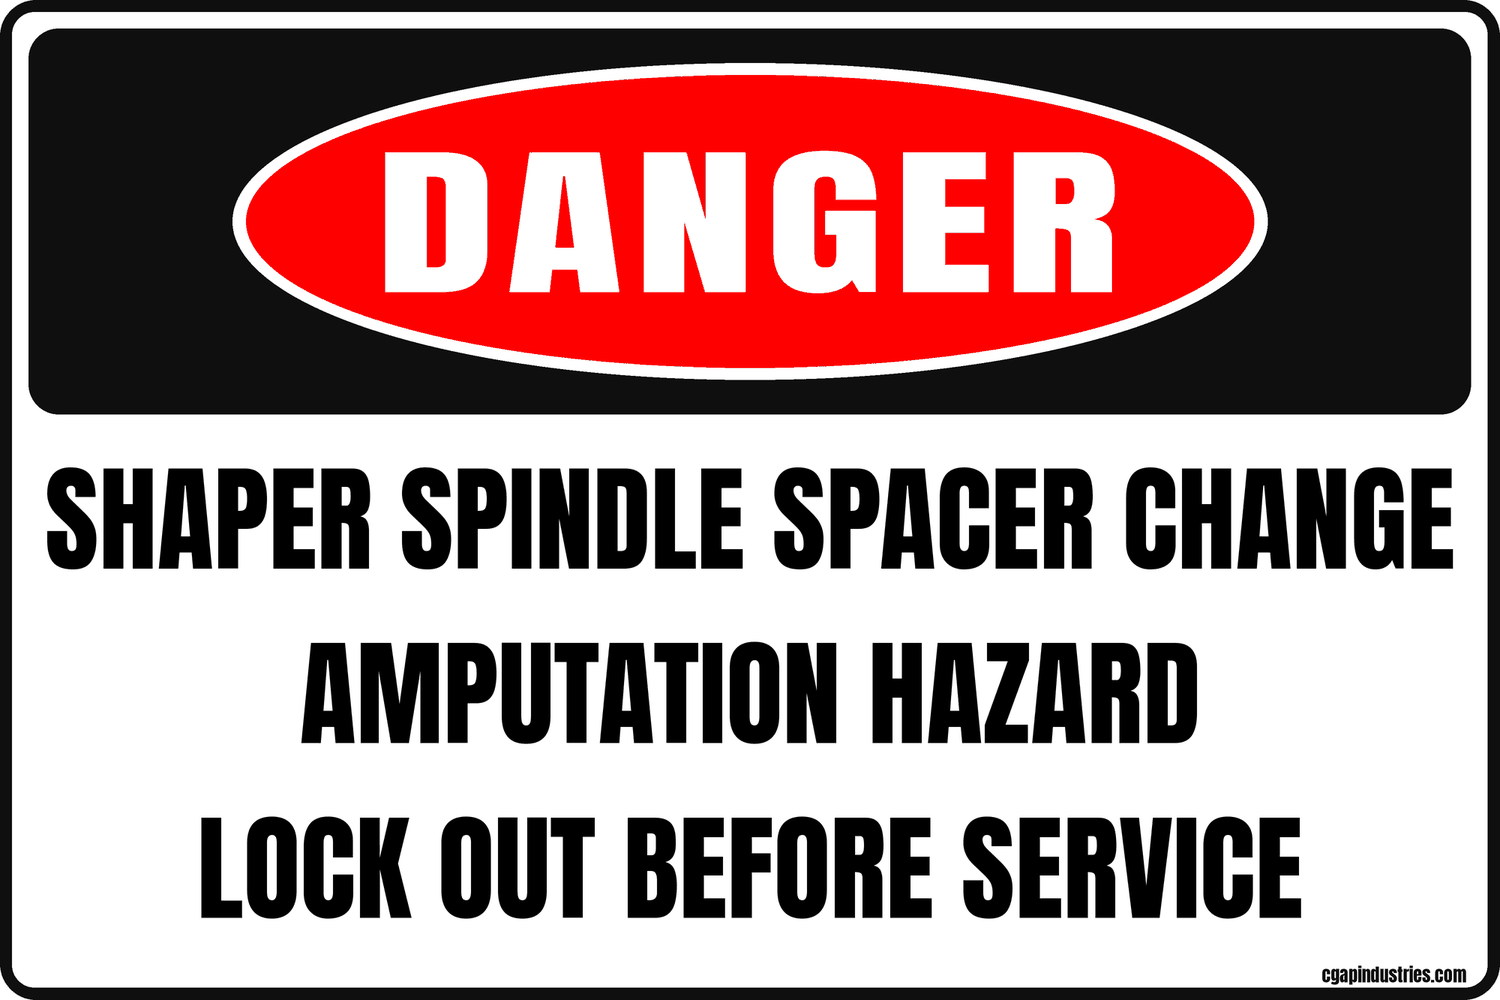 DANGER
SHAPER SPINDLE SPACER CHANGE
AMPUTATION HAZARD
LOCK OUT BEFORE SERVICE
cgapindustries.com